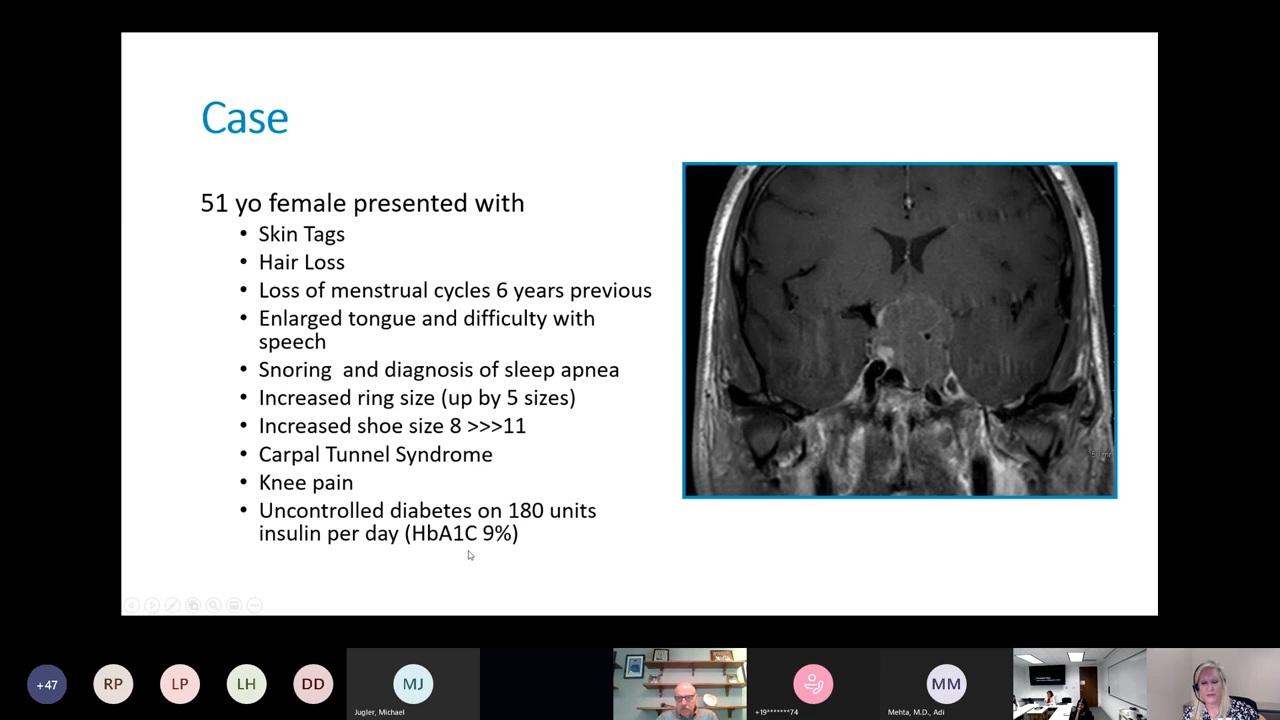 Case
51 yo female presented with
• Skin Tags
• Hair Loss
• Loss of menstrual cycles 6 years previous
• Enlarged tongue and difficulty with
speech
• Snoring and diagnosis of sleep apnea
• Increased ring size (up by 5 sizes)
• Increased shoe size 8 >>>11
• Carpal Tunnel Syndrome
• Knee pain
• Uncontrolled diabetes on 180 units
insulin per day (HbA1C 9%)
+47
RP
LP
LH
DD
MJ
Jugler, Michael
+19*******74
MM
Mehta, M.D., Adi